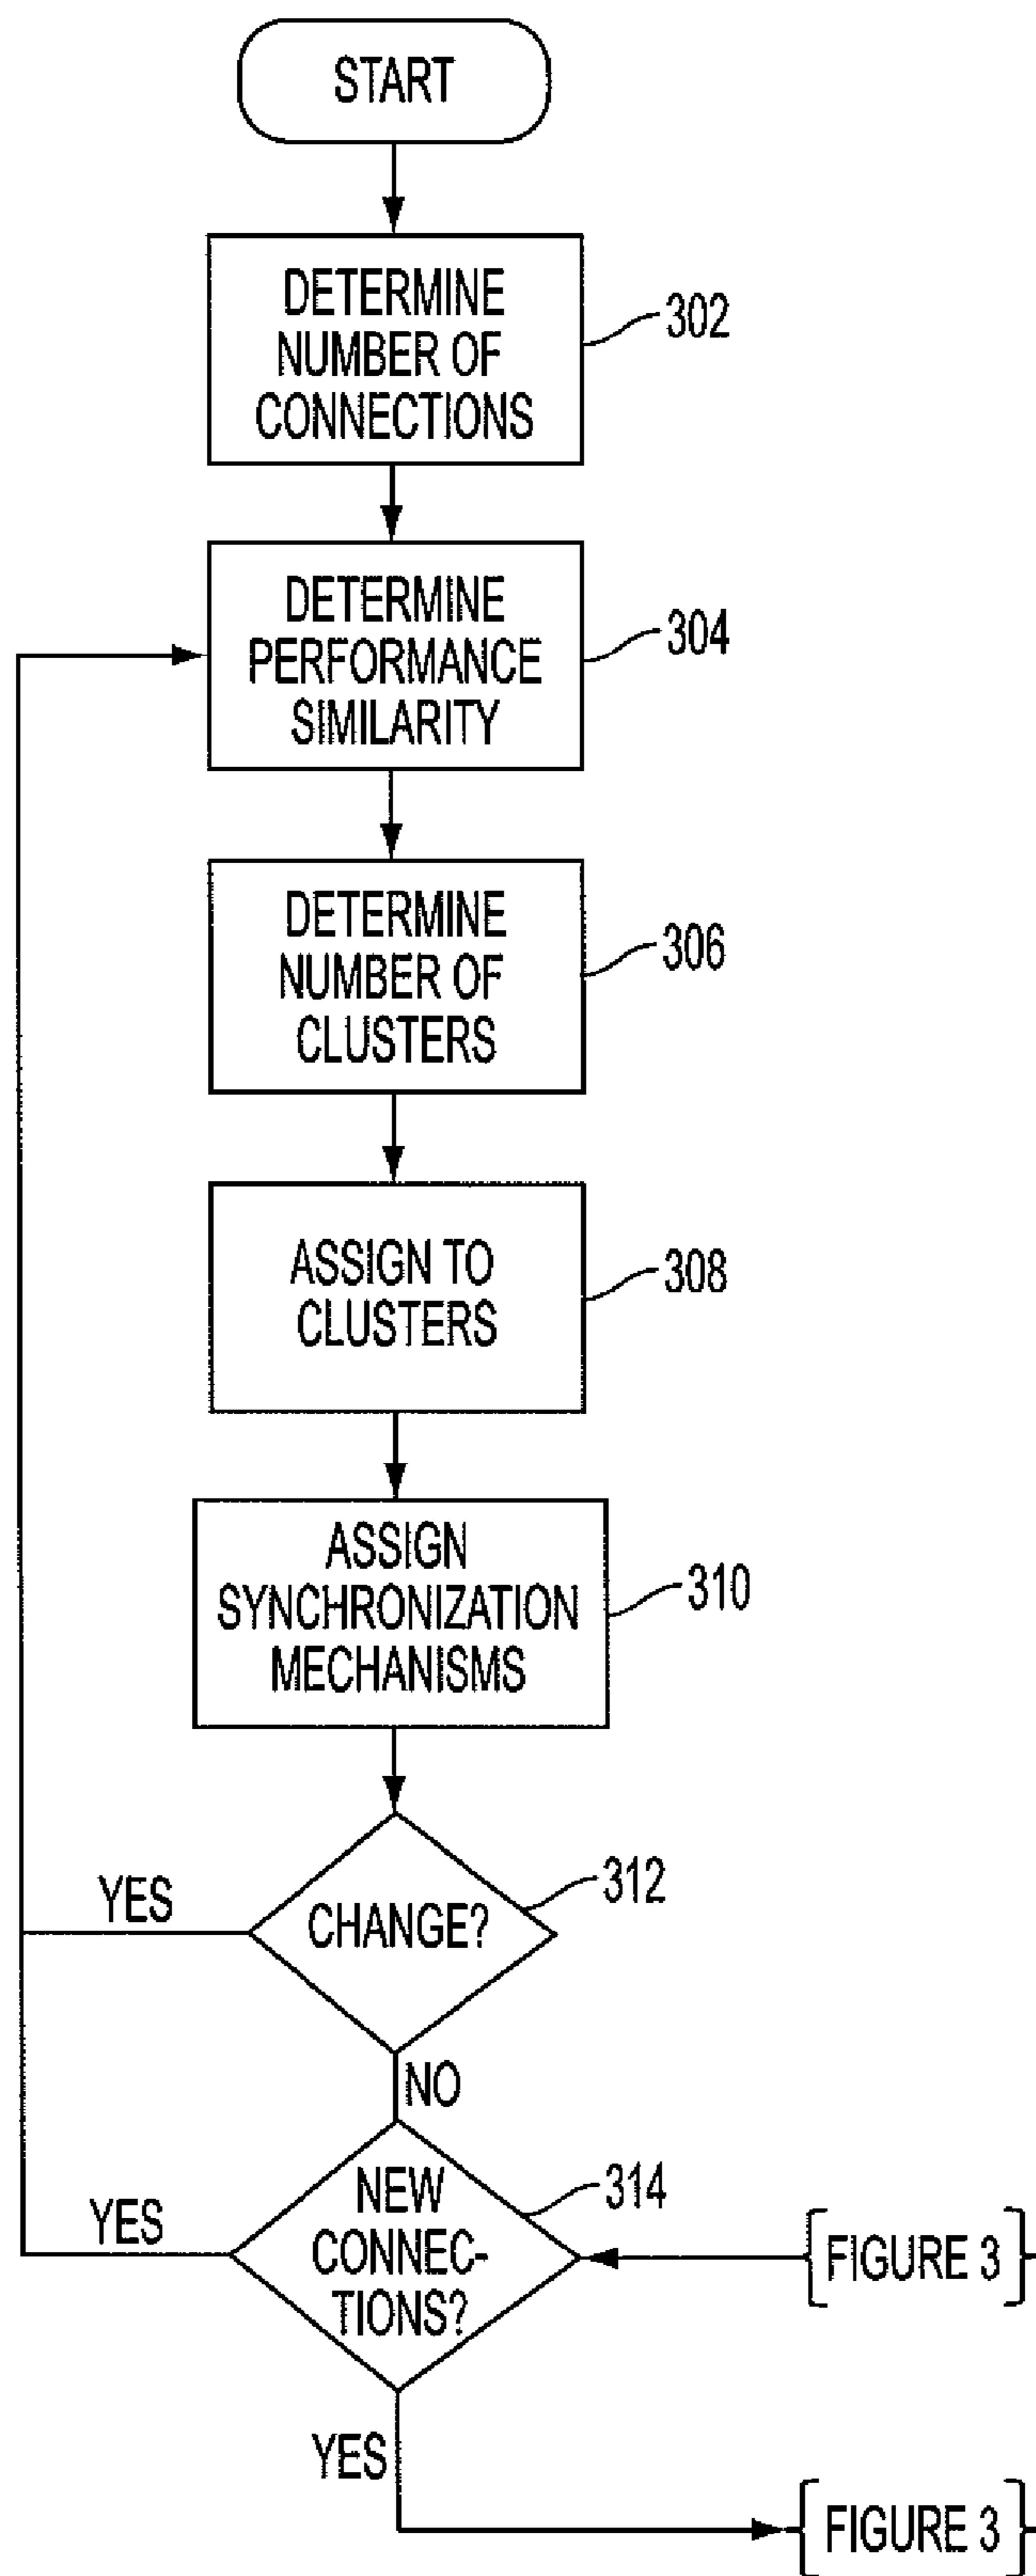 START
DETERMINE
NUMBER OF
CONNECTIONS
302
DETERMINE
PERFORMANCE
SIMILARITY
304
DETERMINE
NUMBER OF
CLUSTERS
306
ASSIGN TO
CLUSTERS
308
ASSIGN
SYNCHRONIZATION
MECHANISMS
310
CHANGE?
312
YES
NO
NEW
CONNEC-
TIONS?
314
YES
FIGURE 3
YES
FIGURE 3